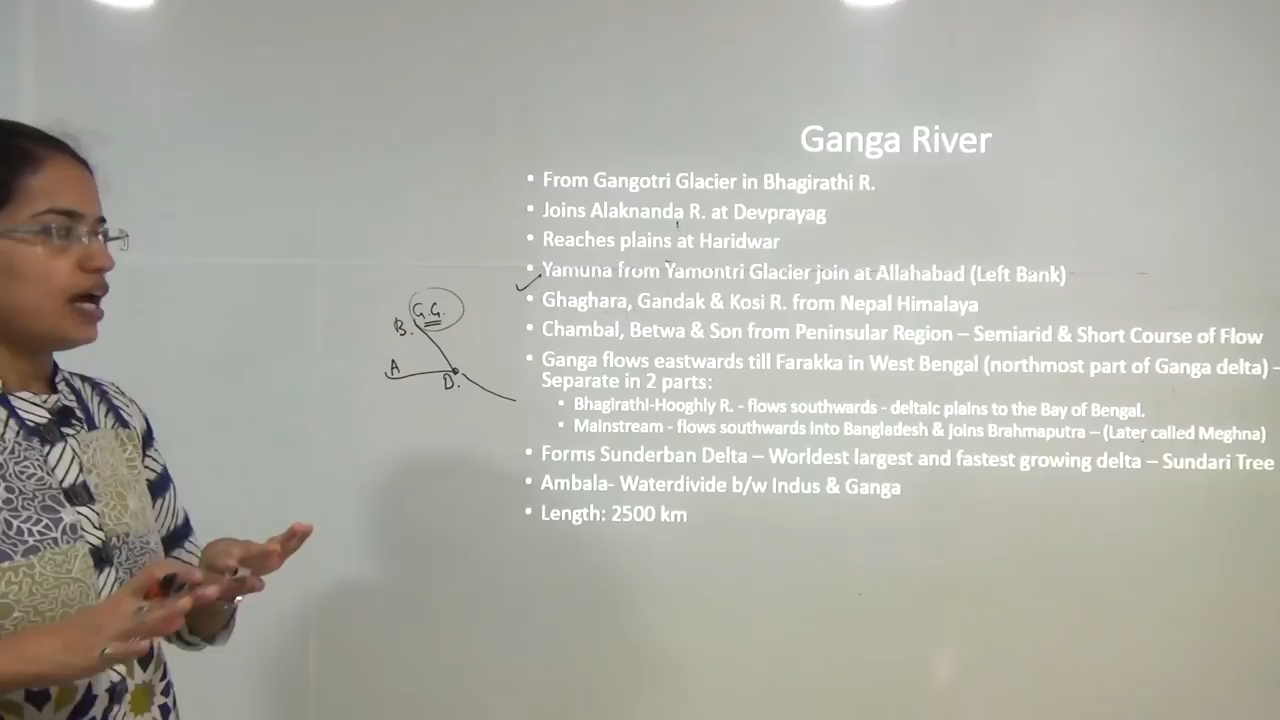 Ganga River
• From Gangotri Glacier in Bhagirathi R.
• Joins Alaknanda R. at Devprayag
• Reaches plains at Haridwar
• Yamuna from Yamontri Glacier join at Allahabad (Left Bank)
• Ghaghara, Gandak & Kosi R. from Nepal Himalaya
• Chambal, Betwa & Son from Peninsular Region – Semiarid & Short Course of Flow
• Ganga flows eastwards till Farakka in West Bengal (northmost part of Ganga delta) –
Separate in 2 parts:
• Bhagirathi-Hooghly R. - flows southwards - deltaic plains to the Bay of Bengal.
• Mainstream - flows southwards into Bangladesh & joins Brahmaputra – (Later called Meghna)
• Forms Sunderban Delta – Worldest largest and fastest growing delta – Sundari Tree
• Ambala- Waterdivide b/w Indus & Ganga
• Length: 2500 km
G.G.
B.
A
D.